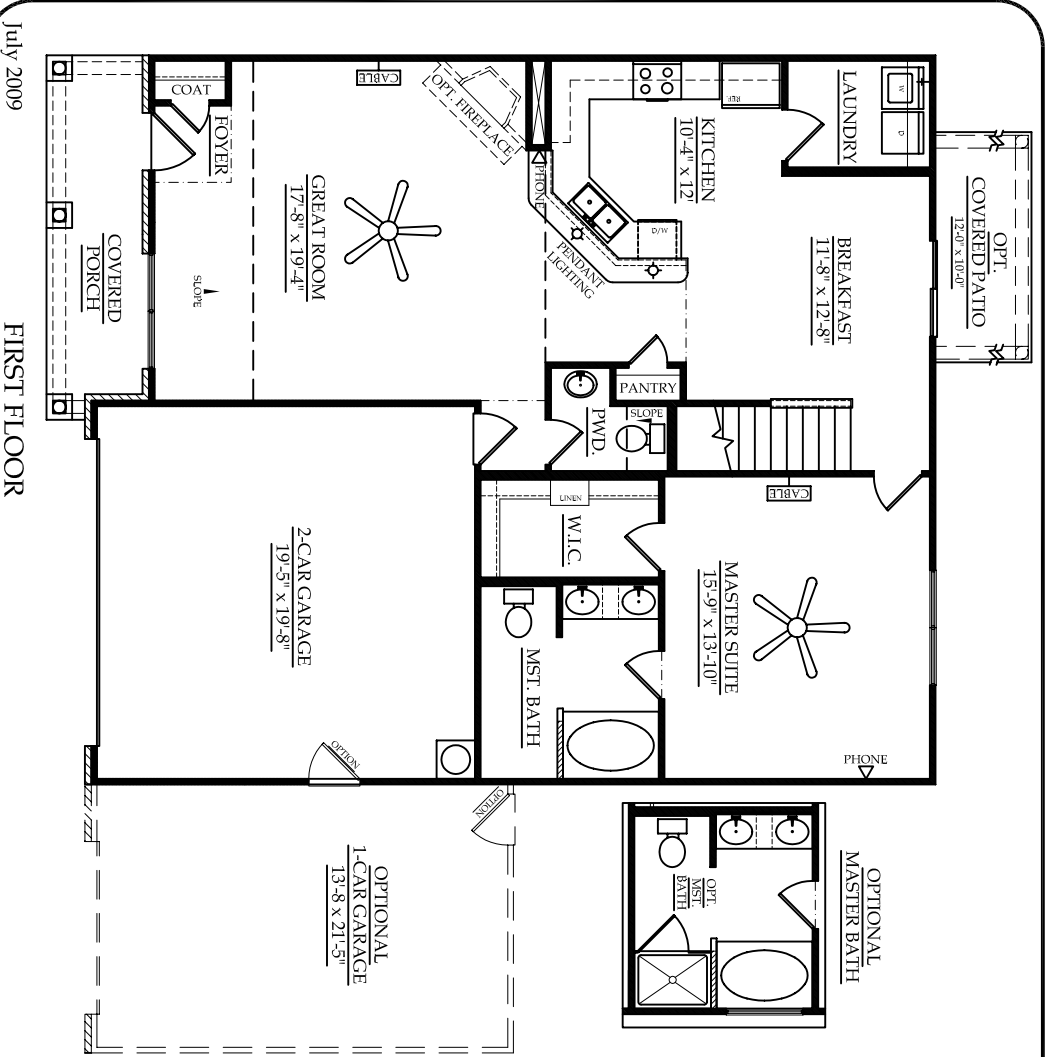 OPT.
COVERED PATIO
12'-0" x 10'-0"
LAUNDRY
W
D
BREAKFAST
11'-8" x 12'-8"
KITCHEN
10'-4" x 12'
REF.
D/W
PHONE
PENDANT
LIGHTING
OPT. FIREPLACE
CABLE
GREAT ROOM
17'-8" x 19'-4"
SLOPE
FOYER
COAT
COVERED
PORCH
PANTRY
PWD.
SLOPE
CABLE
MASTER SUITE
15'-9" x 13'-10"
PHONE
LINEN
W.I.C.
MST. BATH
2-CAR GARAGE
19'-5" x 19'-8"
OPTION
OPTION
OPTIONAL
1-CAR GARAGE
13'-8 x 21'-5"
OPTIONAL
MASTER BATH
OPT.
MST.
BATH
FIRST FLOOR
July 2009